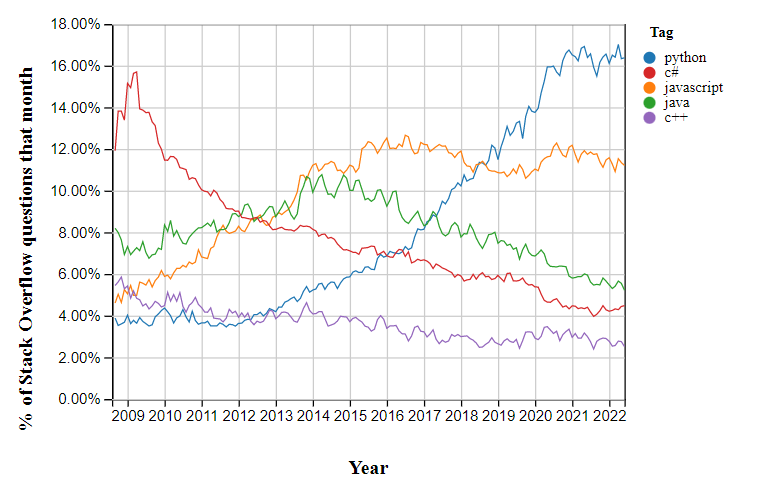 18.00%
16.00%
14.00%
12.00%
10.00%
8.00%
6.00%
4.00%
2.00%
0.00%
% of Stack Overflow questions that month
2009 2010 2011 2012 2013 2014 2015 2016 2017 2018 2019 2020 2021 2022
Year
Tag
python
c#
javascript
java
c++